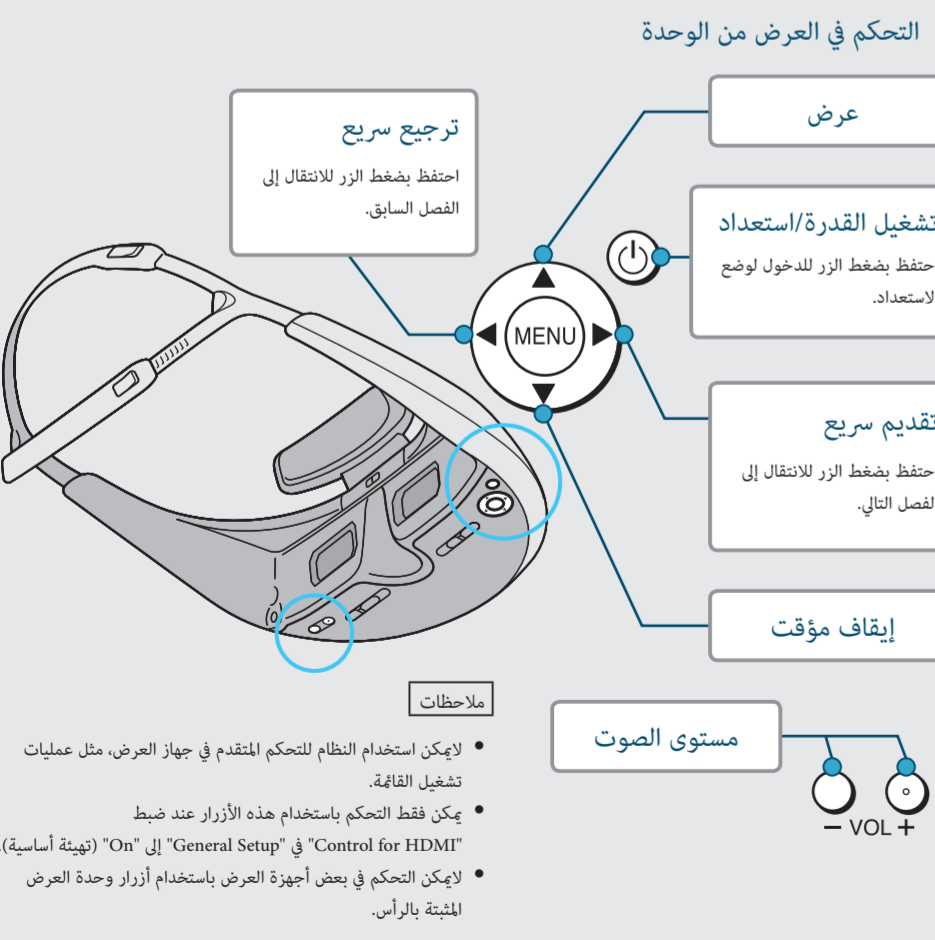 التحكم في العرض من الوحدة
عرض
ترجيع سريع
احتفظ بضغط الزر للانتقال إلى
الفصل السابق.
تشغيل القدرة/استعداد
حتفظ بضغط الزر للدخول لوضع
لاستعداد.
MENU
تقديم سريع
حتفظ بضغط الزر للانتقال إلى
لفصل التالي.
إيقاف مؤقت
مستوى الصوت
− VOL +
ملاحظات
● لايمكن استخدام النظام للتحكم المتقدم في جهاز العرض، مثل عمليات
تشغيل القائمة.
● يمكن فقط التحكم باستخدام هذه الأزرار عند ضبط
"Control for HDMI" في "General Setup" إلى "On" (تهيئة أساسية).
● لايمكن التحكم في بعض أجهزة العرض باستخدام أزرار وحدة العرض
المثبتة بالرأس.